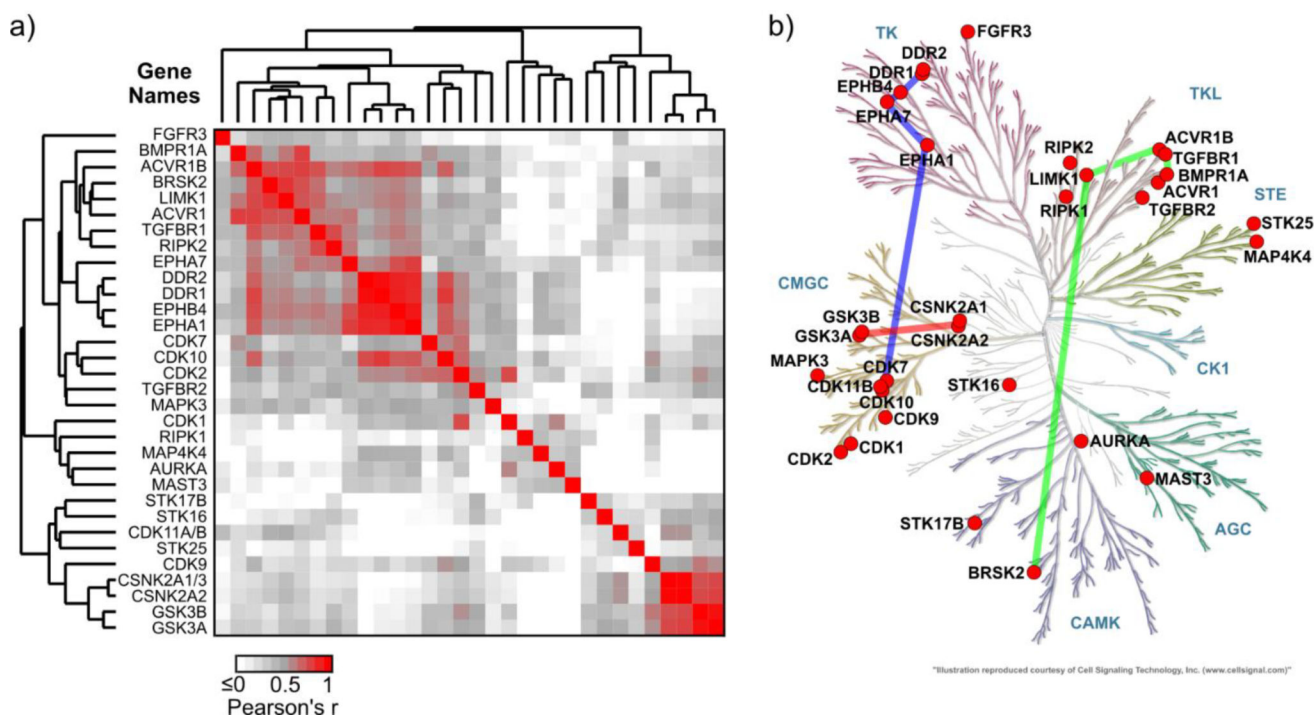 a)
Gene
Names
FGFR3
BMPR1A
ACVR1B
BRSK2
LIMK1
ACVR1
TGFBR1
RIPK2
EPHA7
DDR2
DDR1
EPHB4
EPHA1
CDK7
CDK10
CDK2
TGFBR2
MAPK3
CDK1
RIPK1
MAP4K4
AURKA
MAST3
STK17B
STK16
CDK11A/B
STK25
CDK9
CSNK2A1/3
CSNK2A2
GSK3B
GSK3A
≤0 0.5 1
Pearson's r
b)
TK
FGFR3
DDR2
DDR1
EPHB4
EPHA7
EPHA1
TKL
RIPK2
ACVR1B
TGFBR1
LIMK1
BMPR1A
ACVR1
RIPK1
TGFBR2
STE
STK25
MAP4K4
CMGC
GSK3B
CSNK2A1
GSK3A
CSNK2A2
MAPK3
CDK7
CDK11B
CDK10
CDK9
CDK1
CDK2
STK16
CK1
AURKA
MAST3
AGC
STK17B
BRSK2
CAMK
"Illustration reproduced courtesy of Cell Signaling Technology, Inc. (www.cellsignal.com)"